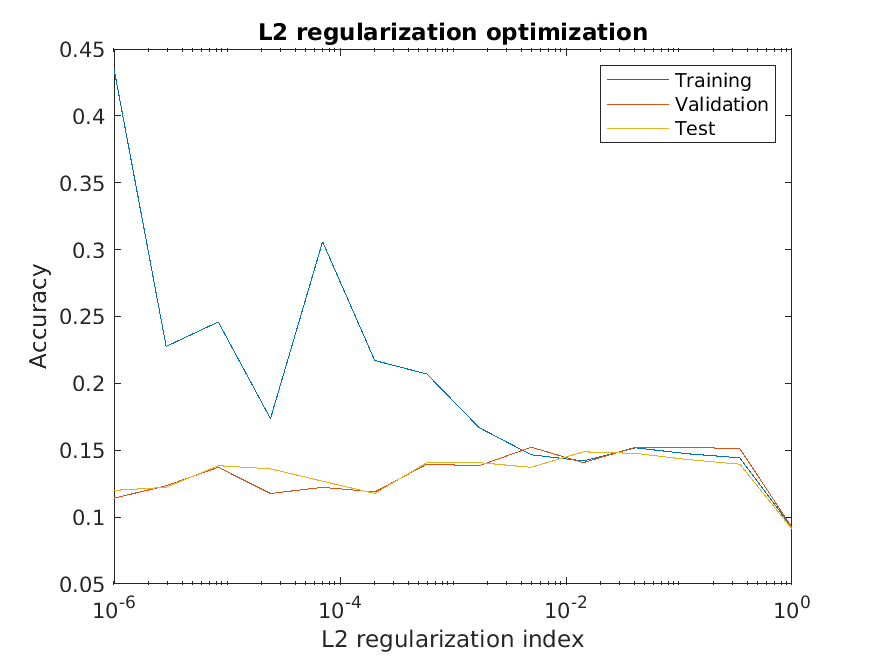 L2 regularization optimization
0.45
0.4
0.35
0.3
0.25
0.2
0.15
0.1
0.05
Accuracy
Training
Validation
Test
10^-6 10^-4 10^-2 10^0
L2 regularization index